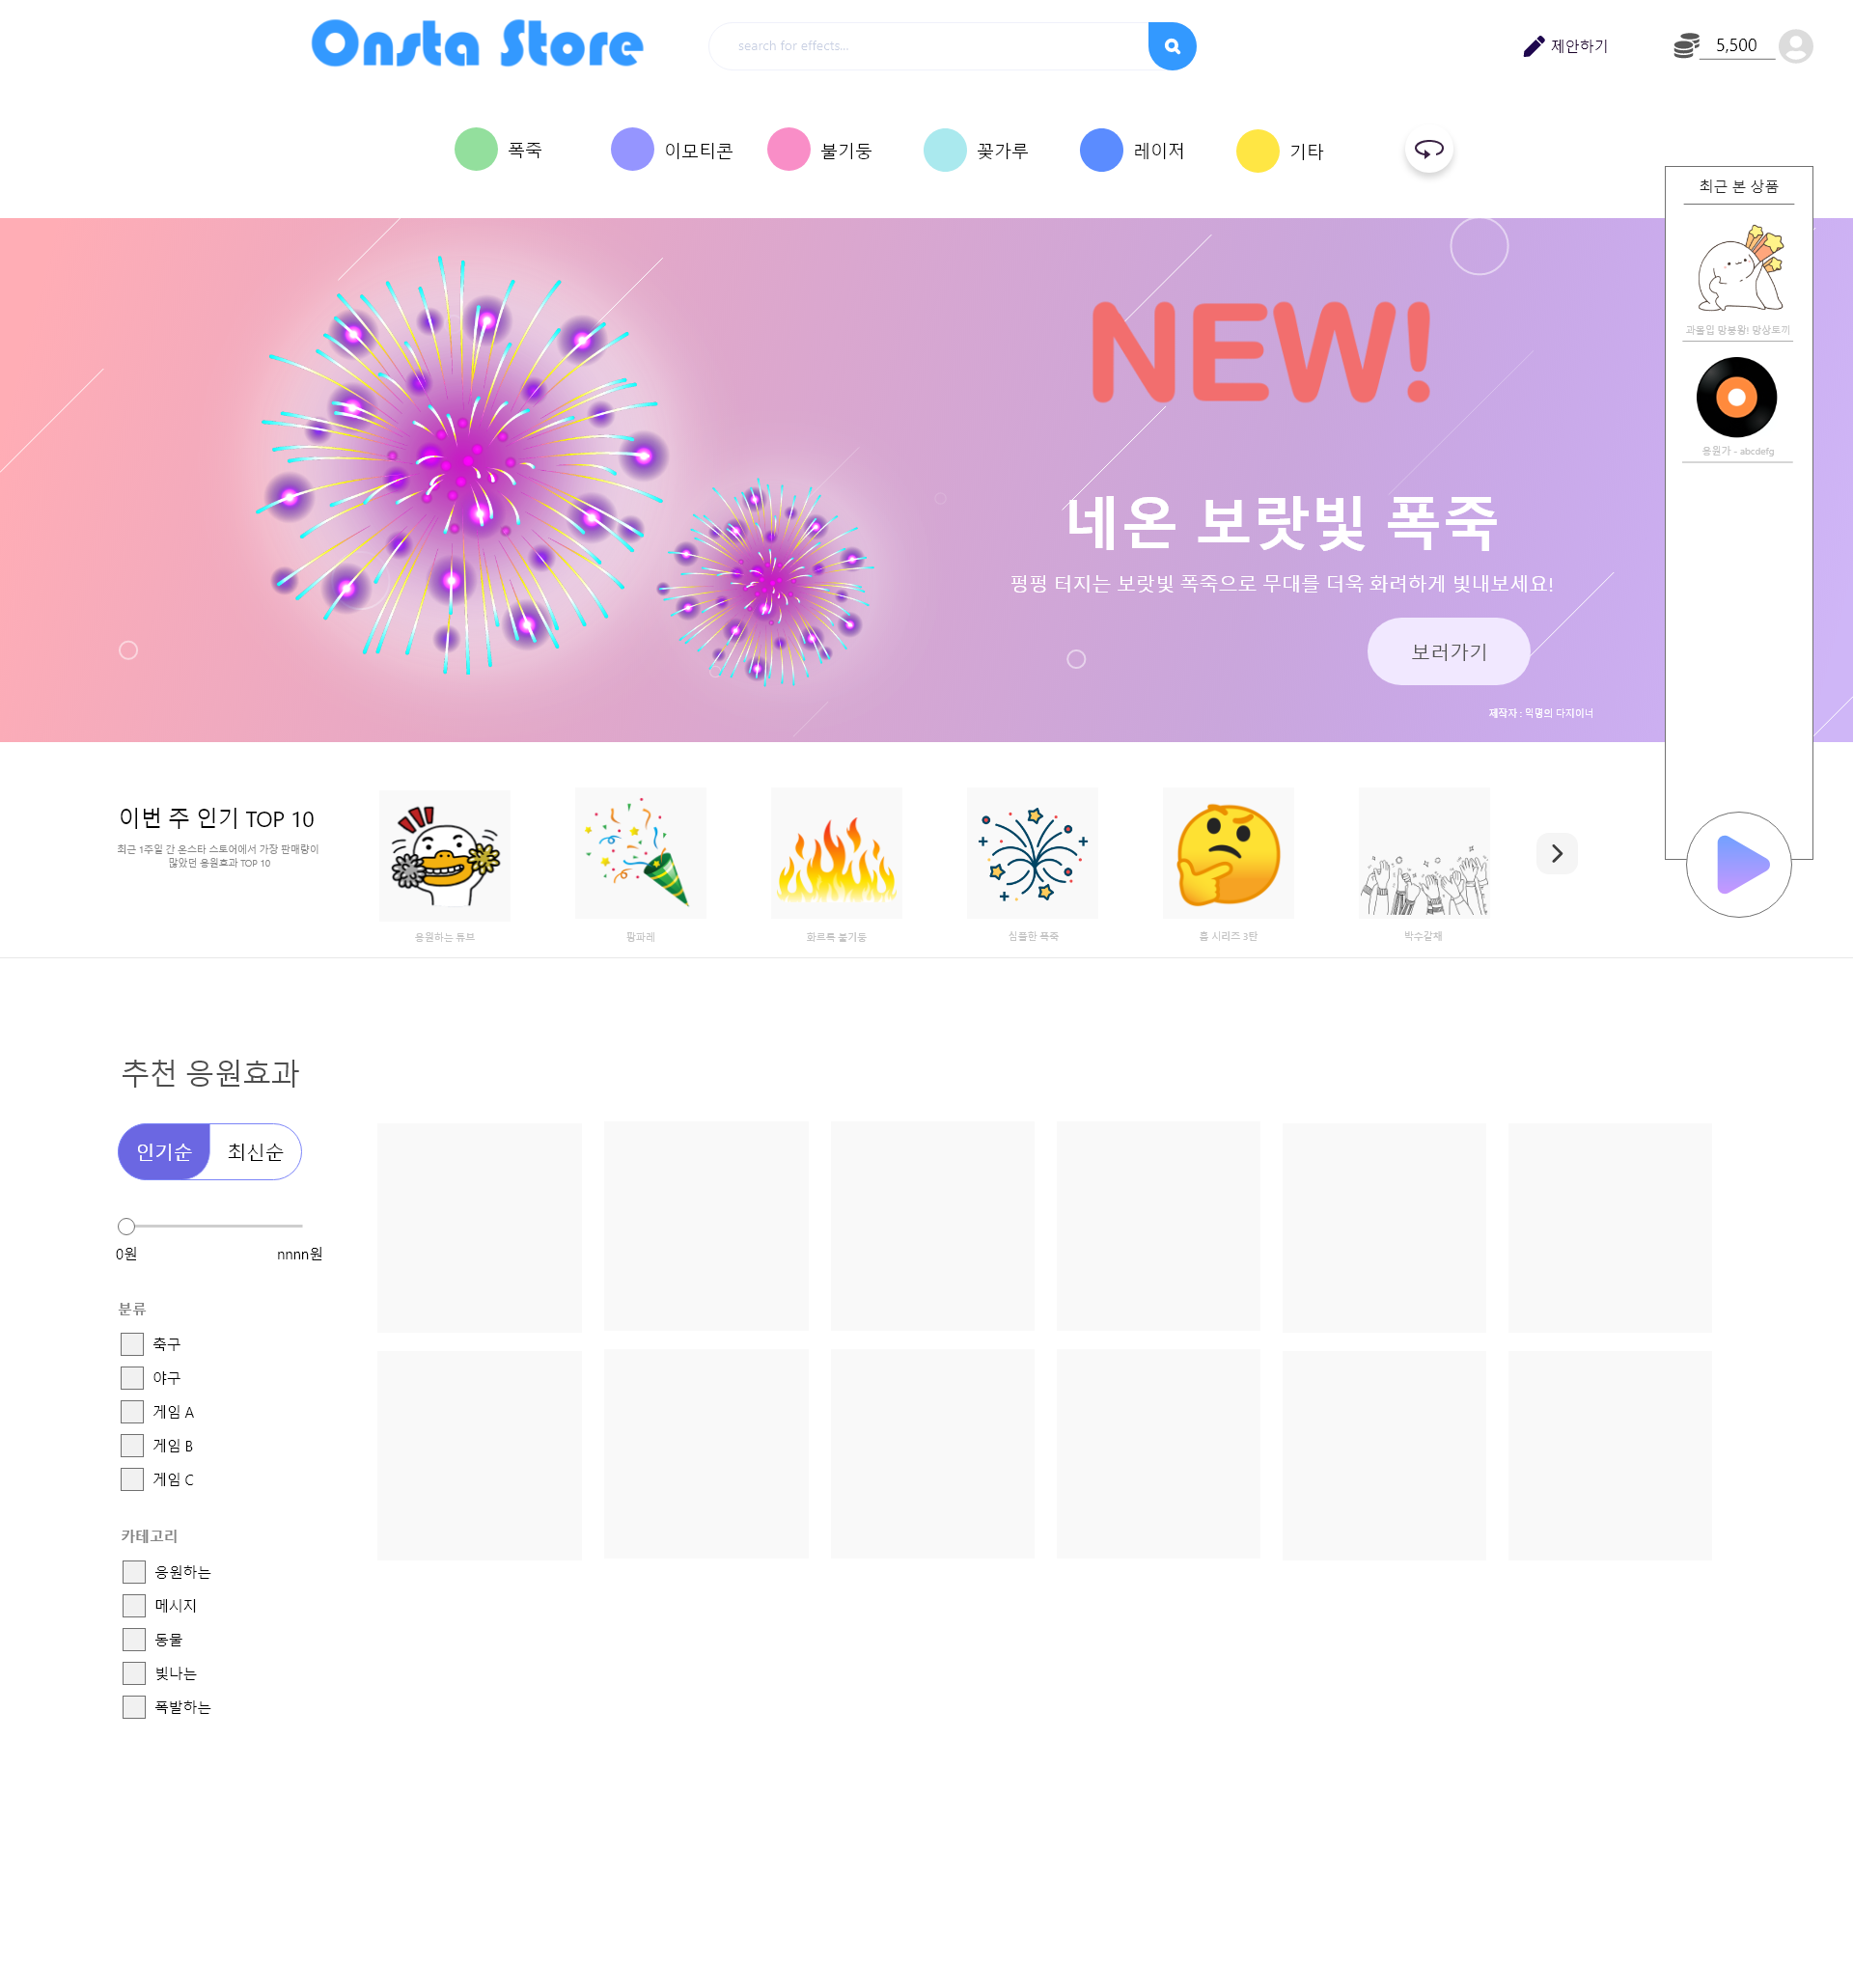 Onsta Store
search for effects...
제안하기
5,500
폭죽
이모티콘
불기둥
꽃가루
레이저
기타
최근 본 상품
과몰입 망붕왕! 망상토끼
응원가 - abcdefg
NEW!
네온 보랏빛 폭죽
펑펑 터지는 보랏빛 폭죽으로 무대를 더욱 화려하게 빛내보세요!
보러가기
제작자 : 익명의 다자이너
이번 주 인기 TOP 10
최근 1주일 간 온스타 스토어에서 가장 판매량이
많았던 응원효과 TOP 10
응원하는 튜브
팡파레
화르륵 불기둥
심플한 폭죽
흠 시리즈 3탄
박수갈채
추천 응원효과
인기순
최신순
0원
nnnn원
분류
축구
야구
게임 A
게임 B
게임 C
카테고리
응원하는
메시지
동물
빛나는
폭발하는